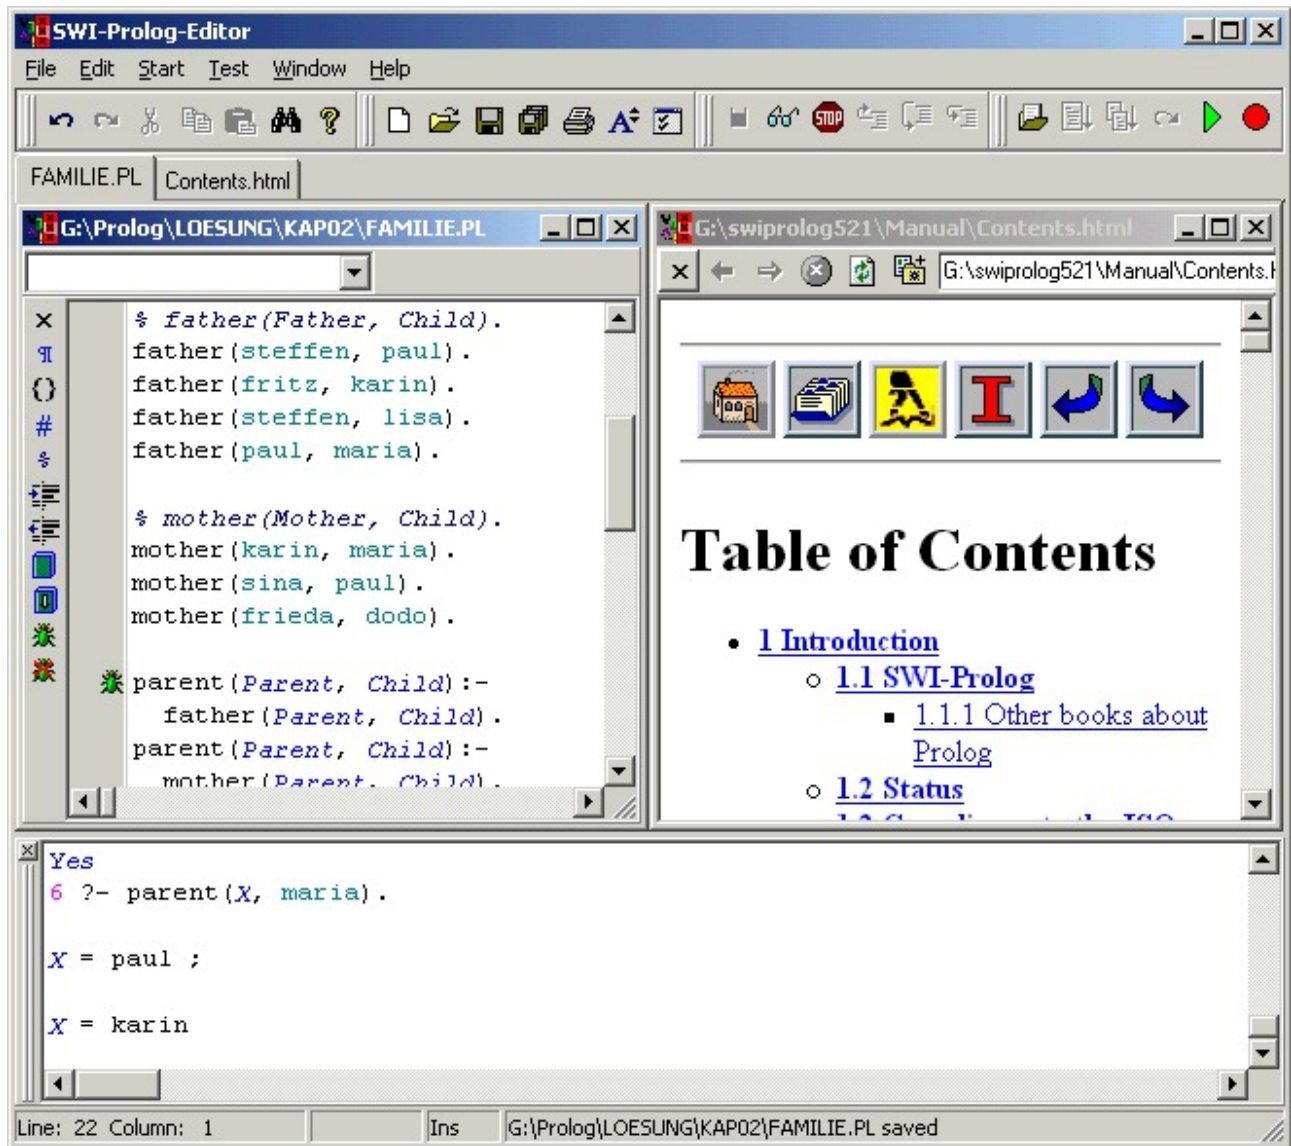 SWI-Prolog-Editor
File Edit Start Test Window Help
STOP
FAMILIE.PL Contents.html
G:\Prolog\LOESUNG\KAP02\FAMILIE.PL
% father(Father, Child).
father(steffen, paul).
father(fritz, karin).
father(steffen, lisa).
father(paul, maria).
% mother(Mother, Child).
mother(karin, maria).
mother(sina, paul).
mother(frieda, dodo).
parent(Parent, Child):-
father(Parent, Child).
parent(Parent, Child):-
mother(Parent, Child).
G:\swiprolog521\Manual\Contents.html
G:\swiprolog521\Manual\Contents.h
Table of Contents
1 Introduction
1.1 SWI-Prolog
1.1.1 Other books about
Prolog
1.2 Status
Yes
6 ?- parent(X, maria).
X = paul ;
X = karin
Line: 22 Column: 1 Ins G:\Prolog\LOESUNG\KAP02\FAMILIE.PL saved